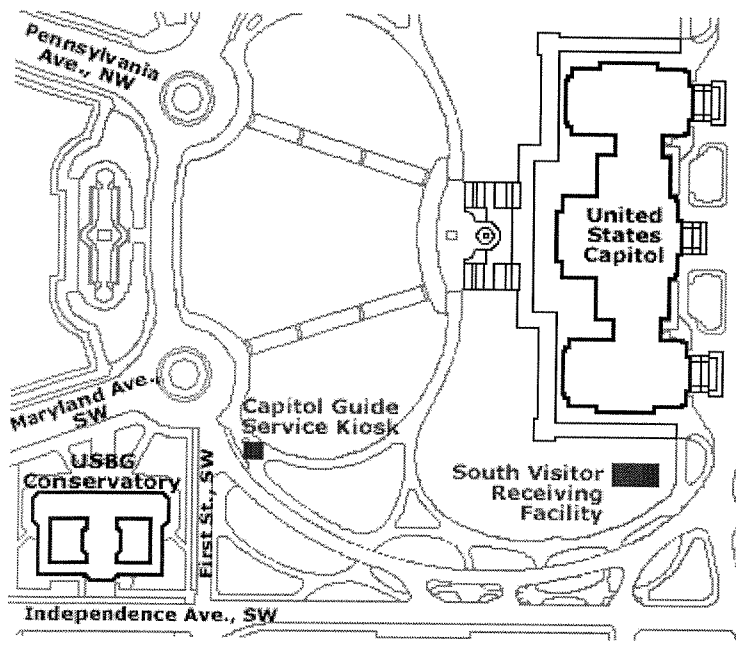 Pennsylvania
Ave., NW
United
States
Capitol
Maryland Ave.,
SW
Capitol Guide
Service Kiosk
USBG
Conservatory
First St., SW
South Visitor
Receiving
Facility
Independence Ave., SW